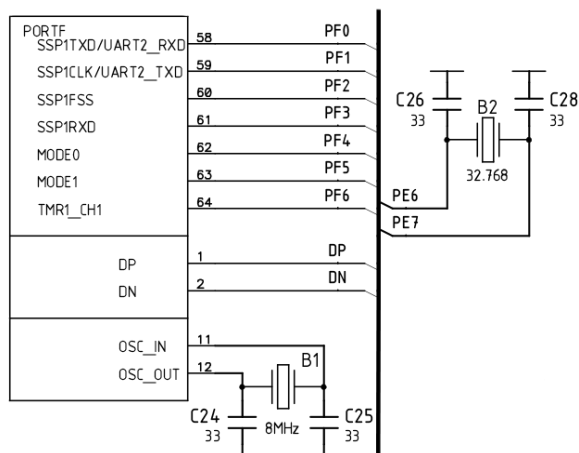 PORTF
SSP1TXD/UART2_RXD 58 PF0
SSP1CLK/UART2_TXD 59 PF1
SSP1FSS 60 PF2
SSP1RXD 61 PF3
MODE0 62 PF4
MODE1 63 PF5
TMR1_CH1 64 PF6
C26 33
B2
32.768
C28 33
PE6
PE7
DP 1 DP
DN 2 DN
OSC_IN 11
OSC_OUT 12
B1
8MHz
C24 33
C25 33